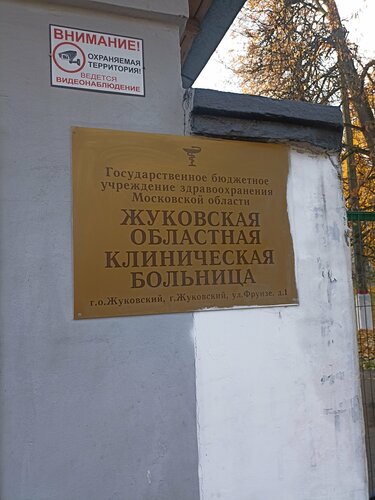 ВНИМАНИЕ!
ОХРАНЯЕМАЯ
ТЕРРИТОРИЯ!
ВЕДЕТСЯ
ВИДЕОНАБЛЮДЕНИЕ
Государственное бюджетное
учреждение здравоохранения
Московской области
ЖУКОВСКАЯ
ОБЛАСТНАЯ
КЛИНИЧЕСКАЯ
БОЛЬНИЦА
г.о.Жуковский, г.Жуковский, ул.Фрунзе, д.1